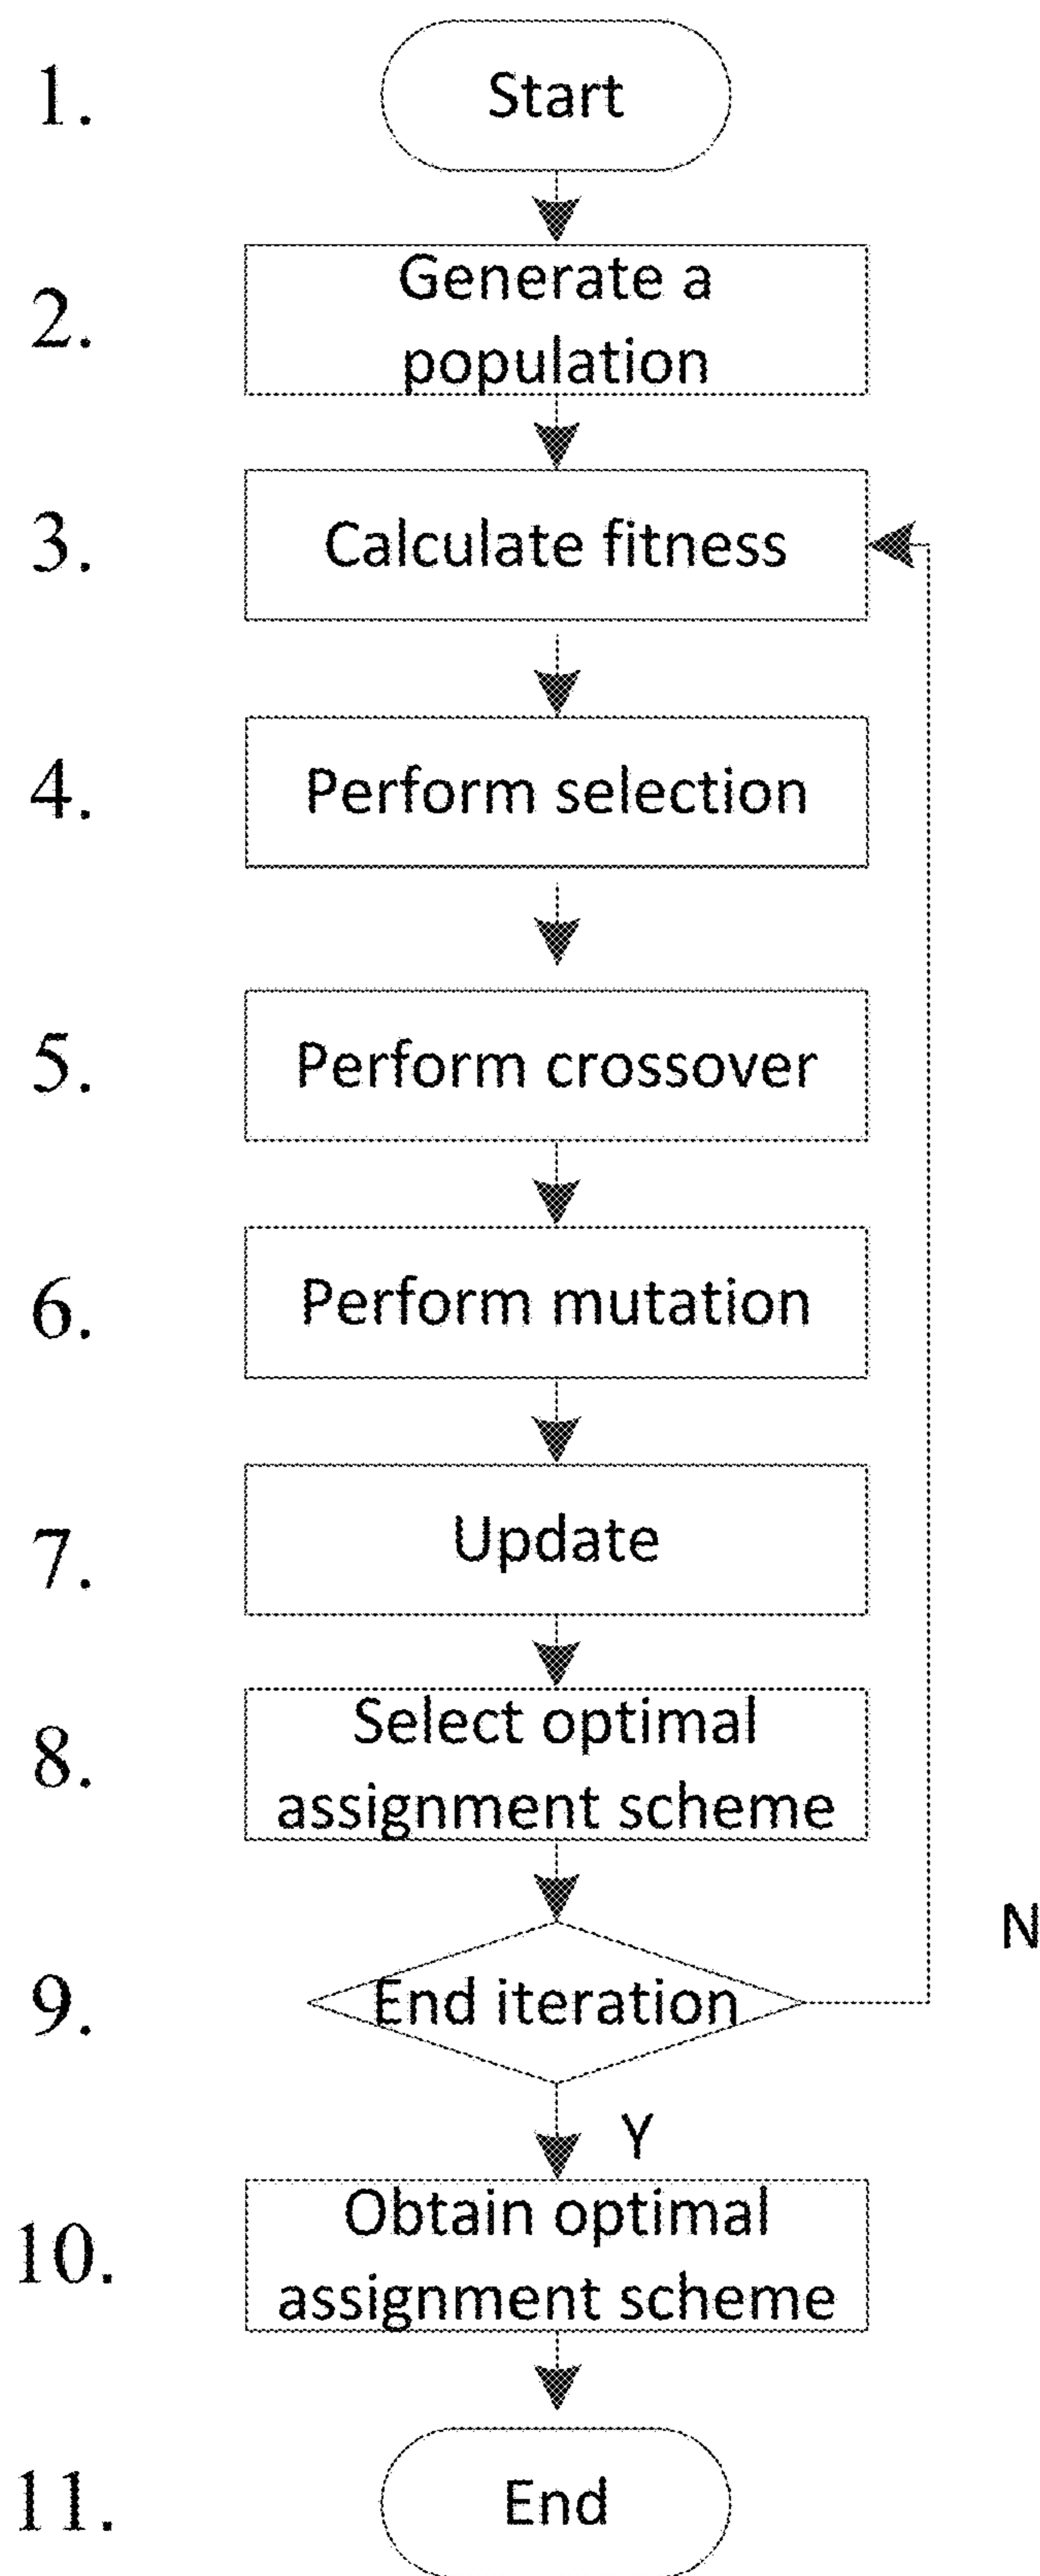 1. Start
2. Generate a
population
3. Calculate fitness
4. Perform selection
5. Perform crossover
6. Perform mutation
7. Update
8. Select optimal
assignment scheme
N
9. End iteration
Y
10. Obtain optimal
assignment scheme
11. End